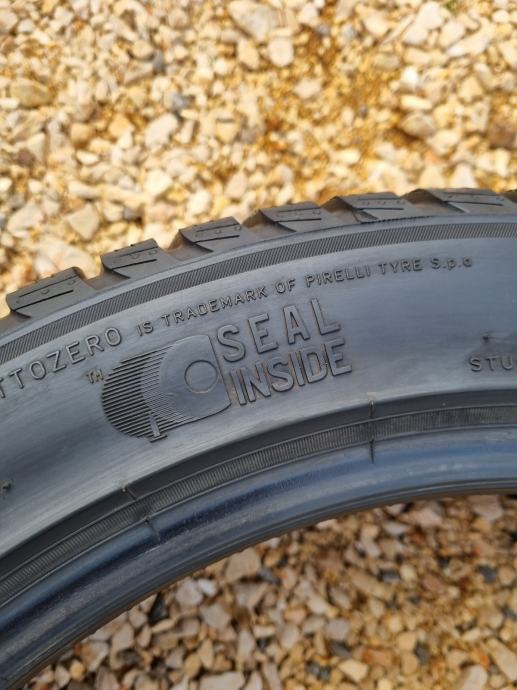 TTOZERO IS TRADEMARK OF PIRELLI TYRE S.p.a
SEAL
INSIDE
TM
STU